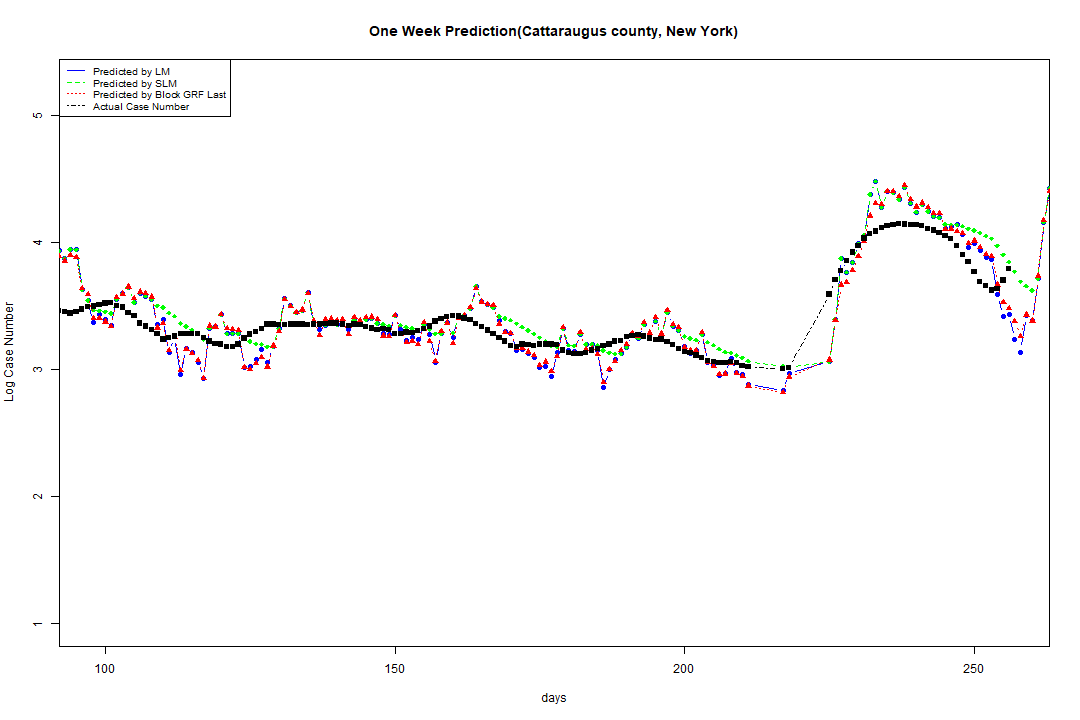 One Week Prediction(Cattaraugus county, New York)
Predicted by LM
Predicted by SLM
Predicted by Block GRF Last
Actual Case Number
Log Case Number
5
4
3
2
1
100
150
200
250
days